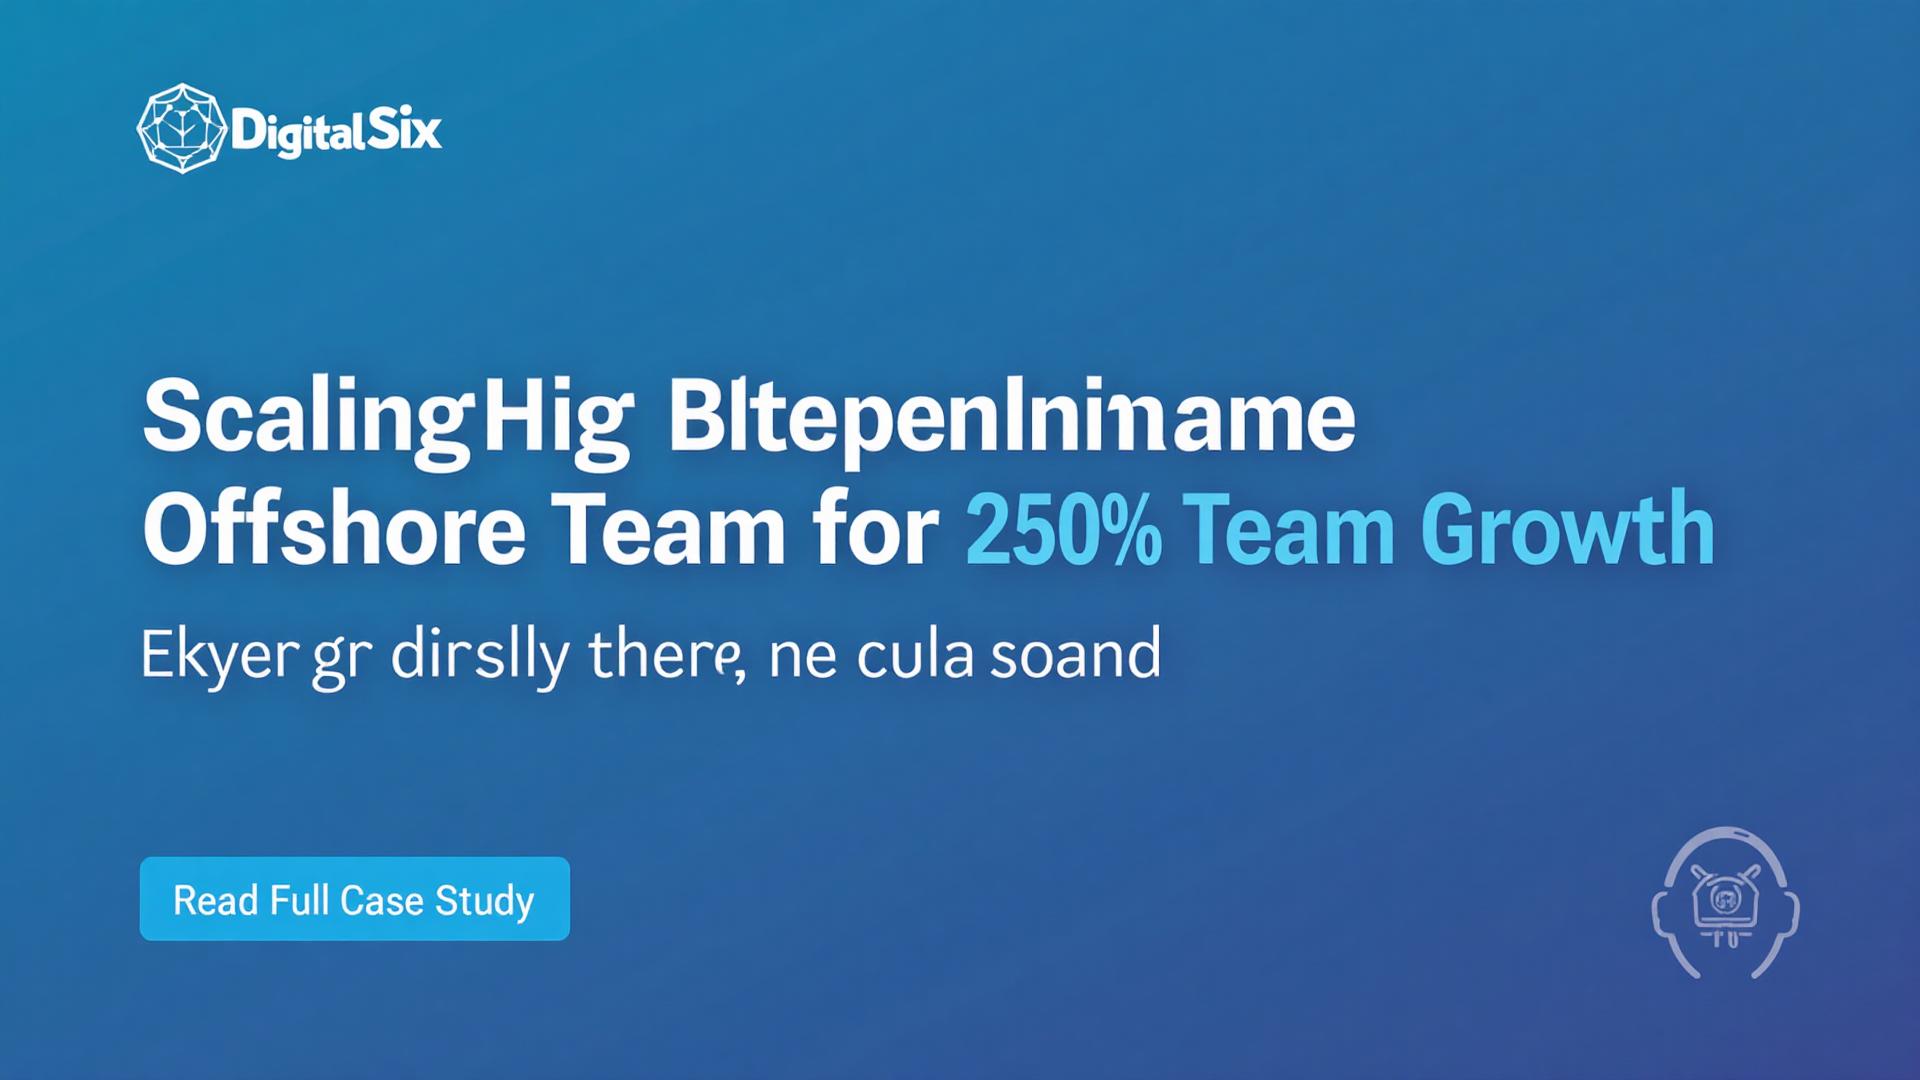 DigitalSix
ScalingHig BltepenIniname
Offshore Team for 250% Team Growth
Ekyer gr dirslly there, ne cula soand
Read Full Case Study